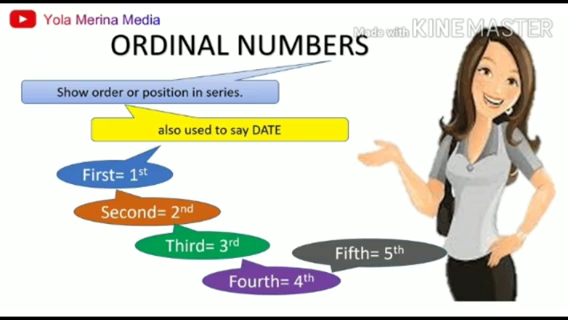 Yola Merina Media
Made with KINEMASTER
ORDINAL NUMBERS
Show order or position in series.
also used to say DATE
First= 1st
Second= 2nd
Third= 3rd
Fifth= 5th
Fourth= 4th